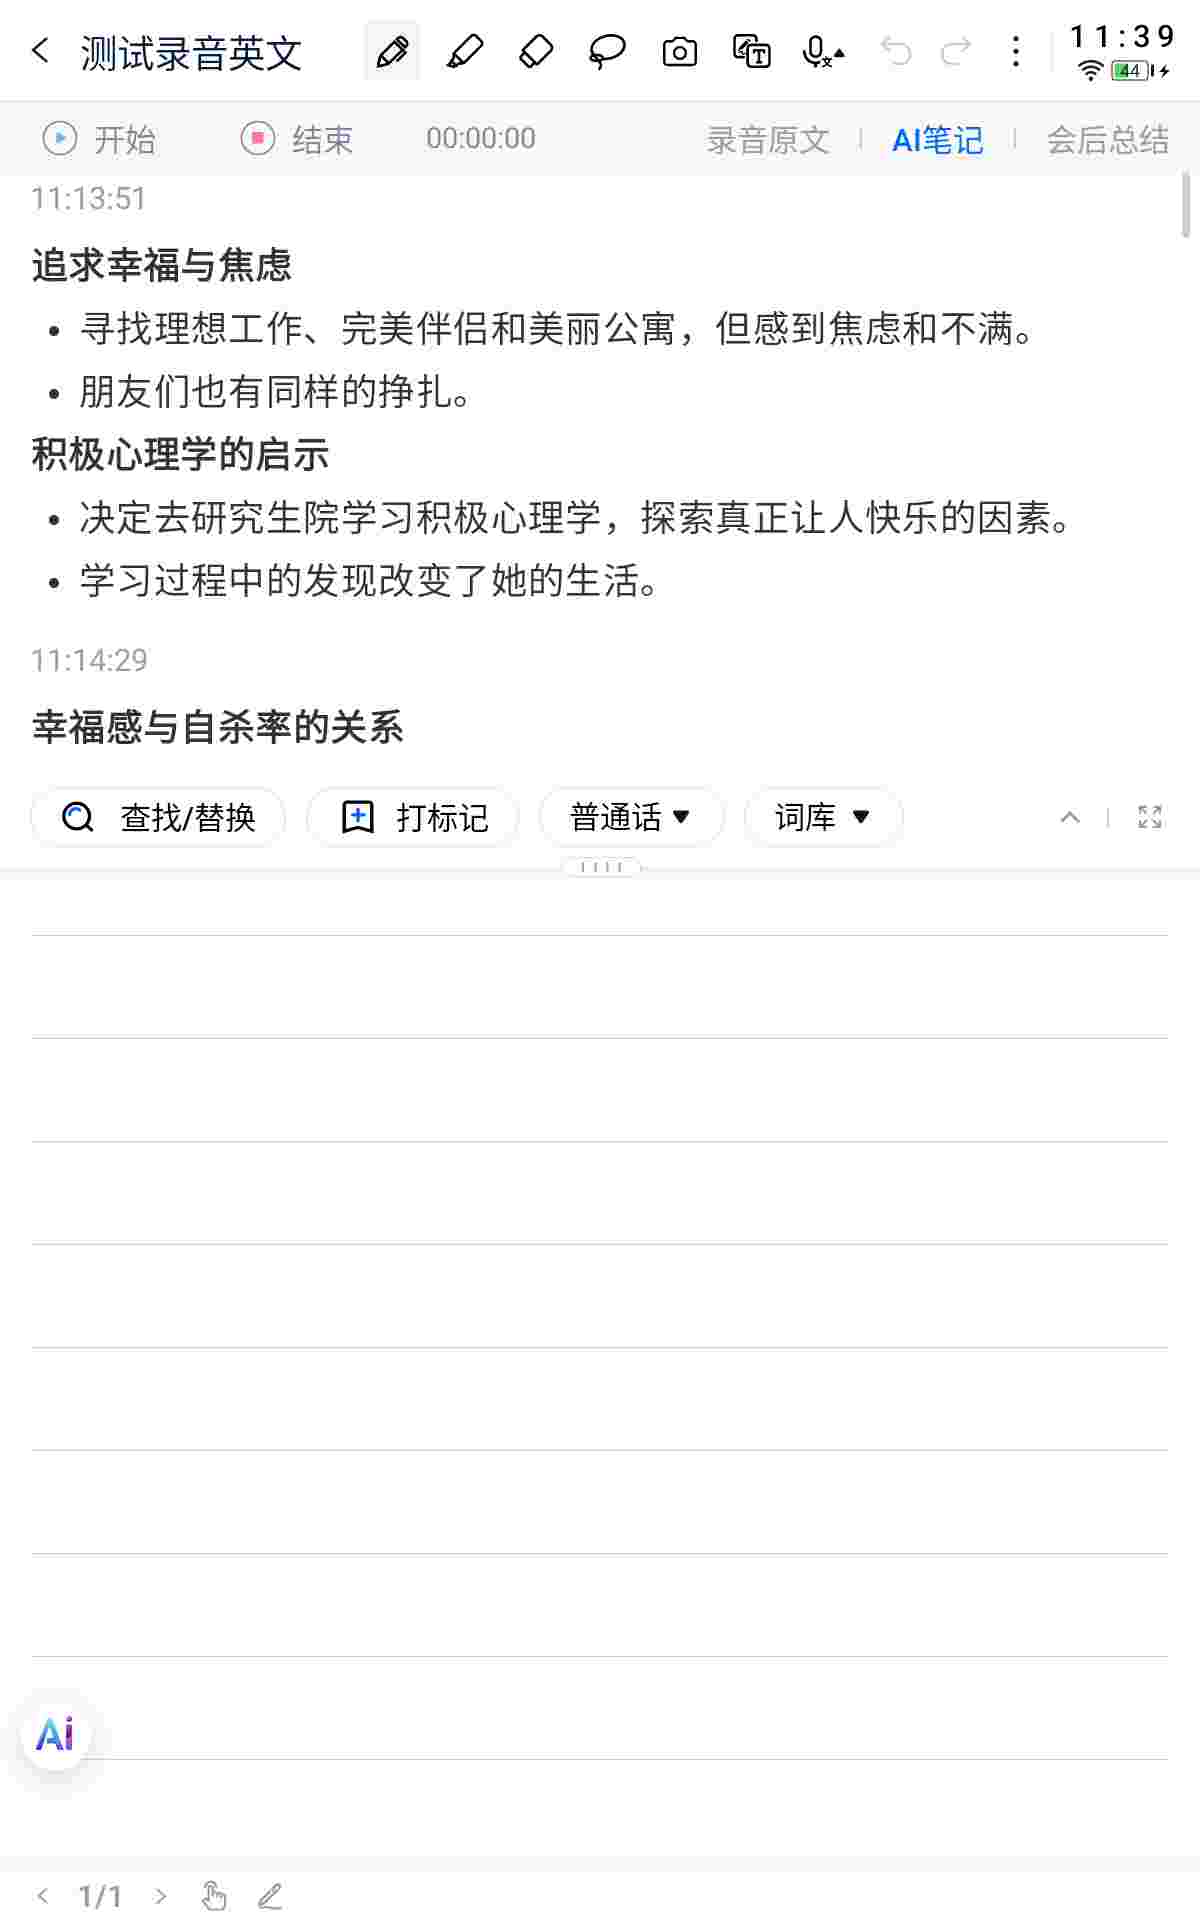 测试录音英文
11:39
44
开始 结束 00:00:00 录音原文 AI笔记 会后总结
11:13:51
追求幸福与焦虑
• 寻找理想工作、完美伴侣和美丽公寓，但感到焦虑和不满。
• 朋友们也有同样的挣扎。
积极心理学的启示
• 决定去研究生院学习积极心理学，探索真正让人快乐的因素。
• 学习过程中的发现改变了她的生活。
11:14:29
幸福感与自杀率的关系
查找/替换 打标记 普通话 词库
Ai
1/1